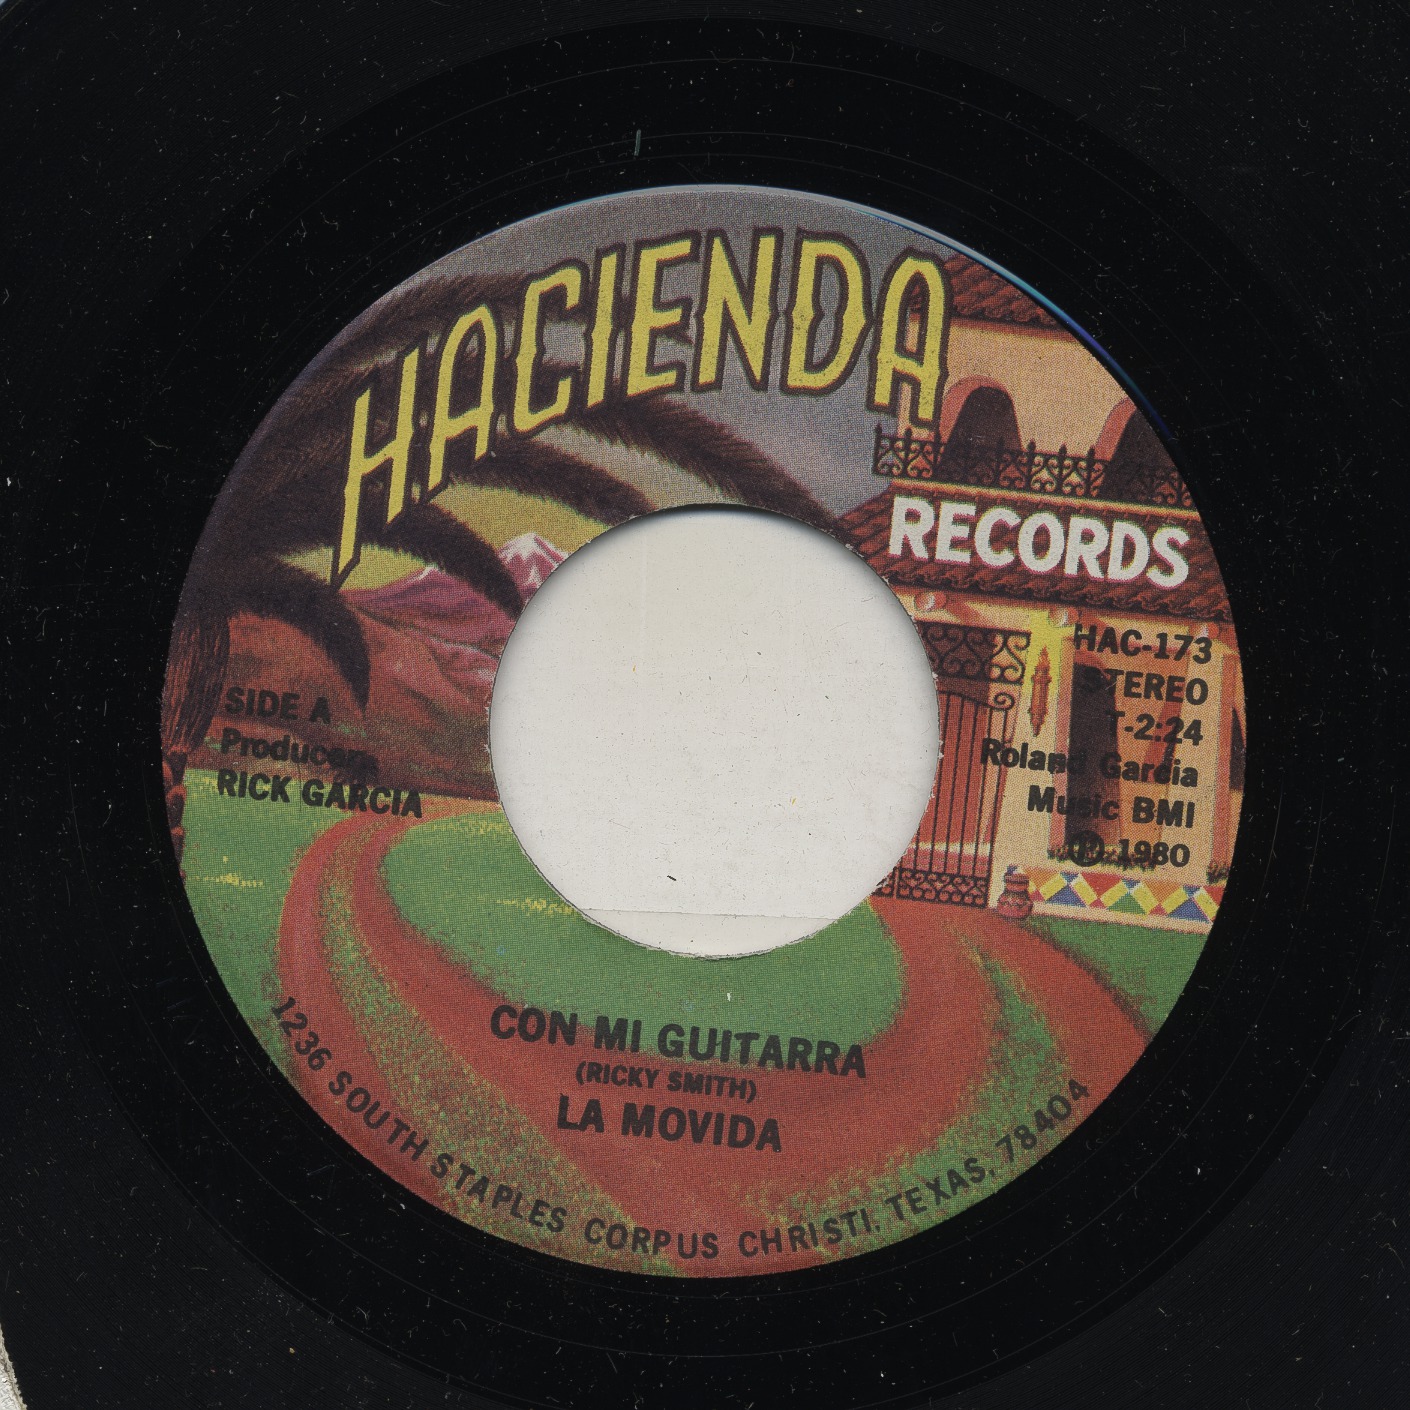 HACIENDA
RECORDS
HAC-173
STEREO
T-2:24
Roland Garcia
Music BMI
Ⓟ 1980
SIDE A
Producer
RICK GARCIA
CON MI GUITARRA
(RICKY SMITH)
LA MOVIDA
1236 SOUTH STAPLES CORPUS CHRISTI, TEXAS, 78404